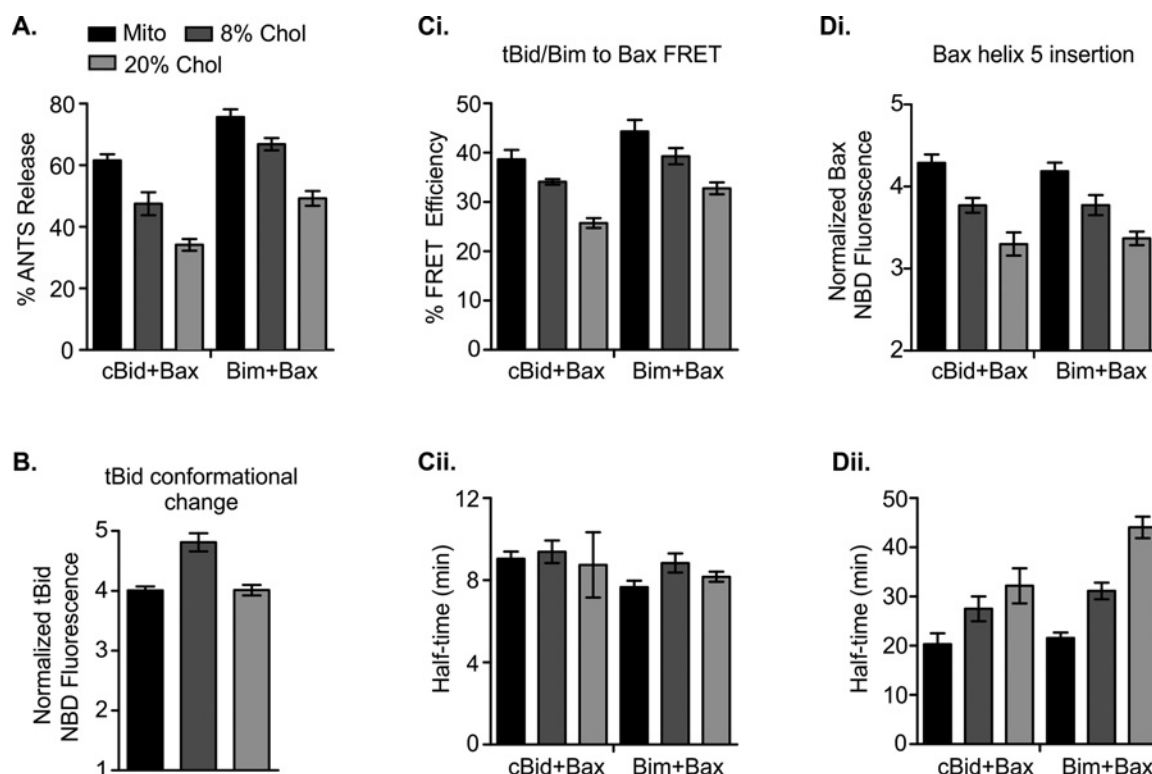 A.
Mito
8% Chol
20% Chol
% ANTS Release
80
60
40
20
0
cBid+Bax
Bim+Bax
Ci.
tBid/Bim to Bax FRET
% FRET Efficiency
50
40
30
20
10
0
cBid+Bax
Bim+Bax
Di.
Bax helix 5 insertion
Normalized Bax
NBD Fluorescence
5
4
3
2
cBid+Bax
Bim+Bax
B.
tBid conformational
change
Normalized tBid
NBD Fluorescence
5
4
3
2
1
Cii.
Half-time (min)
12
8
4
0
cBid+Bax
Bim+Bax
Dii.
Half-time (min)
50
40
30
20
10
0
cBid+Bax
Bim+Bax